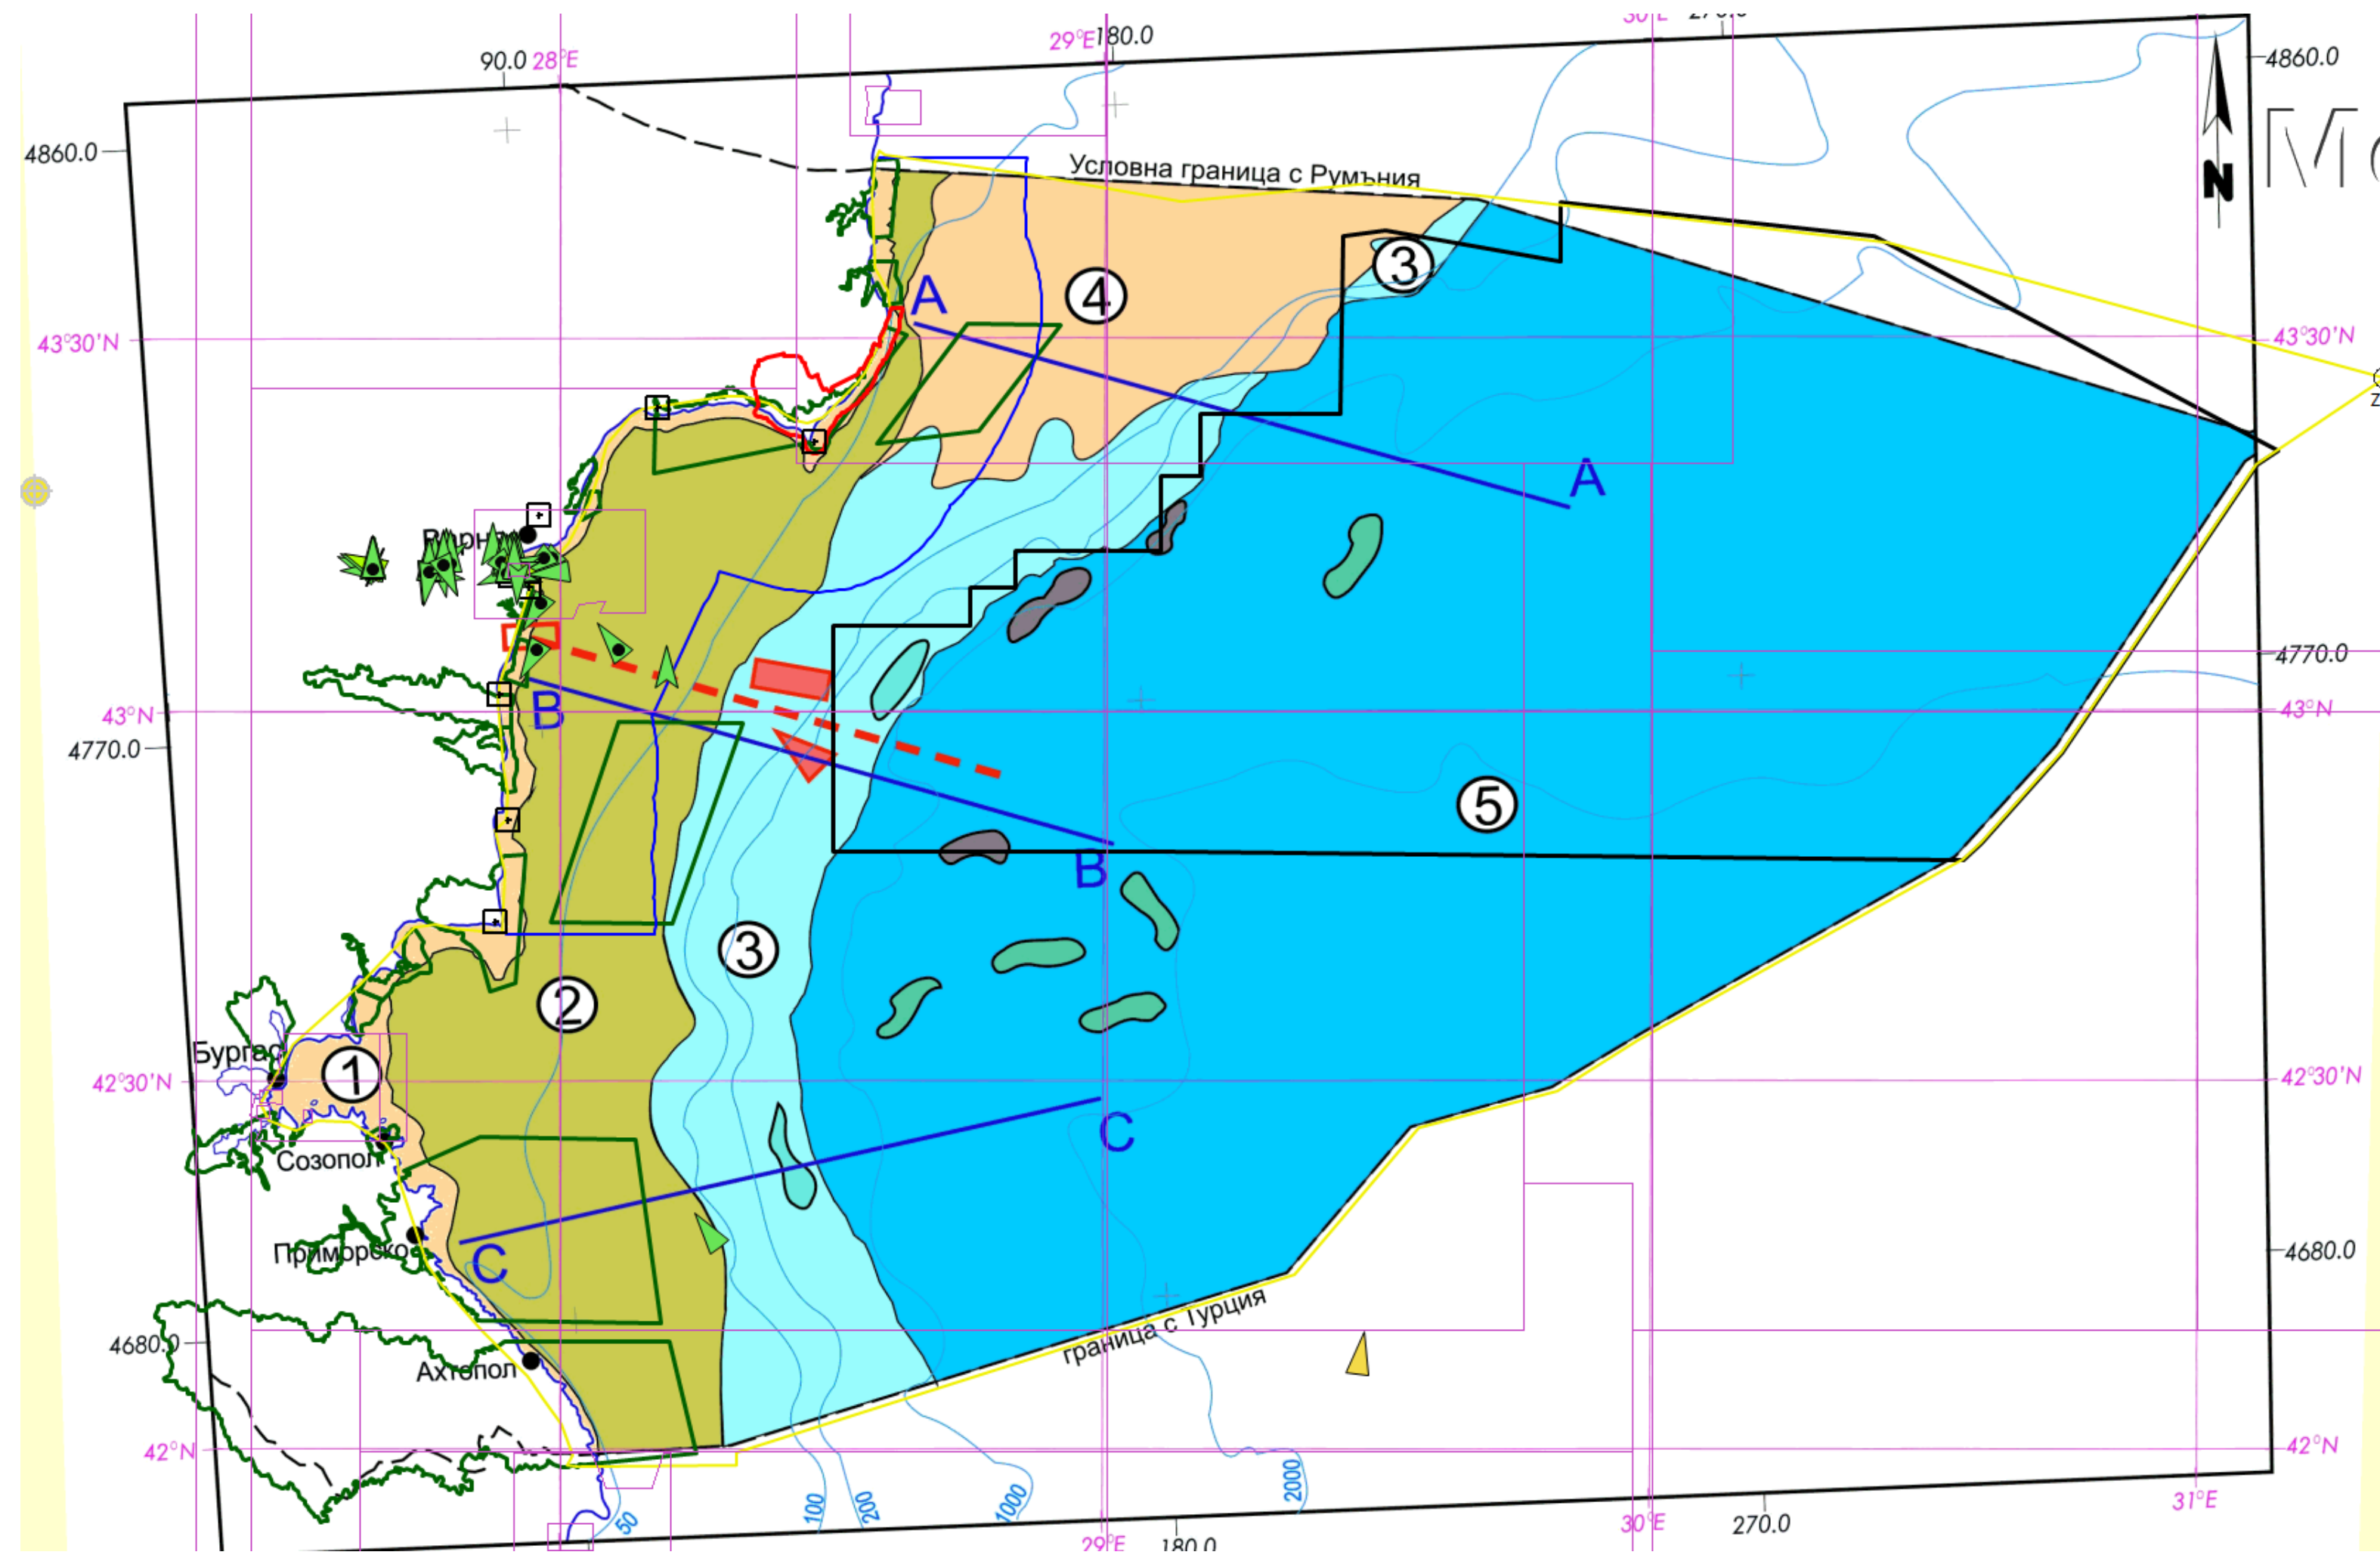 90.0 28°E
29°E 180.0
30°E 270.0
4860.0
4860.0
N
Условна граница с Румъния
A
4
3
43°30'N
43°30'N
A
4770.0
B
43°N
43°N
4770.0
5
B
3
2
Бургас
1
42°30'N
42°30'N
C
Созопол
Приморско
C
4680.0
граница с Турция
4680.0
Ахтопол
42°N
42°N
50
100
200
1000
2000
29°E
180.0
30°E
270.0
31°E